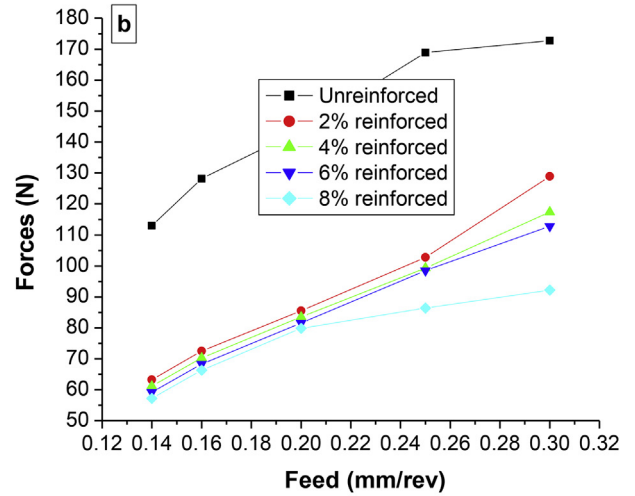 b
180
170
160
150
140
130
120
110
100
90
80
70
60
50
Forces (N)
Unreinforced
2% reinforced
4% reinforced
6% reinforced
8% reinforced
0.12 0.14 0.16 0.18 0.20 0.22 0.24 0.26 0.28 0.30 0.32
Feed (mm/rev)